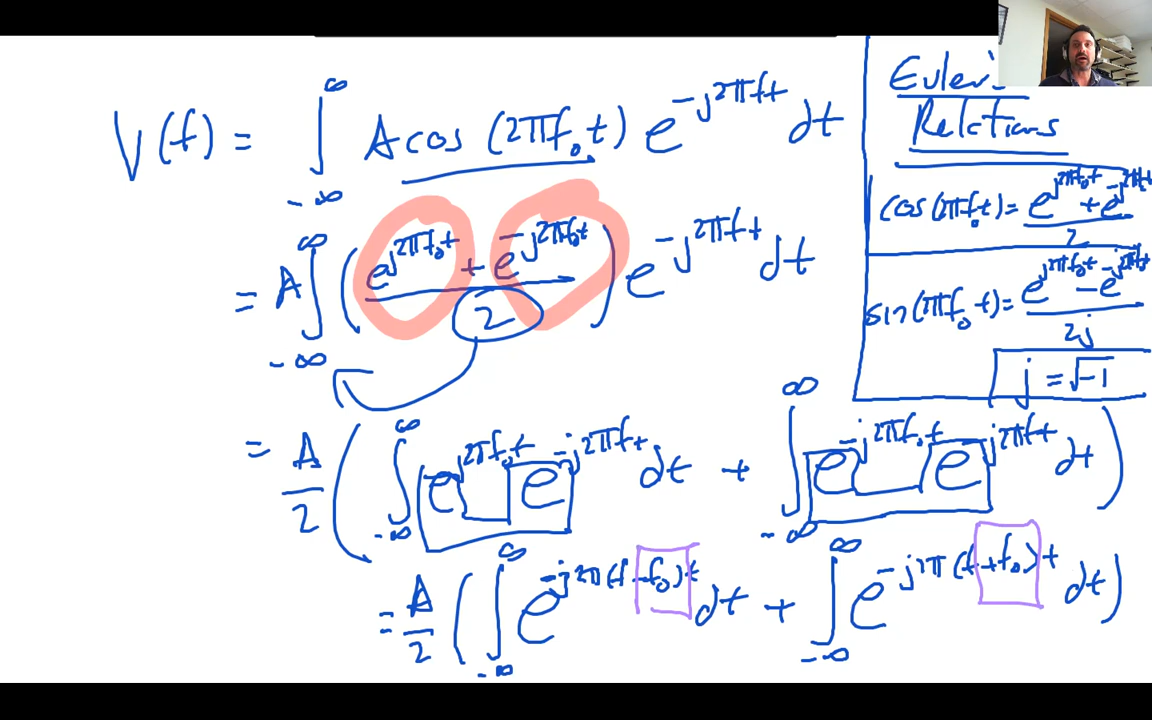 V(f) = ∫_{-∞}^{∞} A cos (2πf₀t) e^{-j2πft} dt
= A ∫_{-∞}^{∞} ( (e^{j2πf₀t} + e^{-j2πf₀t}) / 2 ) e^{-j2πft} dt
= A/2 ( ∫_{-∞}^{∞} e^{j2πf₀t} e^{-j2πft} dt + ∫_{-∞}^{∞} e^{-j2πf₀t} e^{-j2πft} dt )
= A/2 ( ∫_{-∞}^{∞} e^{-j2π(f-f₀)t} dt + ∫_{-∞}^{∞} e^{-j2π(f+f₀)t} dt )
Euler's
Relations
cos(2πf₀t) = (e^{j2πf₀t} + e^{-j2πf₀t}) / 2
sin(2πf₀t) = (e^{j2πf₀t} - e^{-j2πf₀t}) / 2j
j = √-1